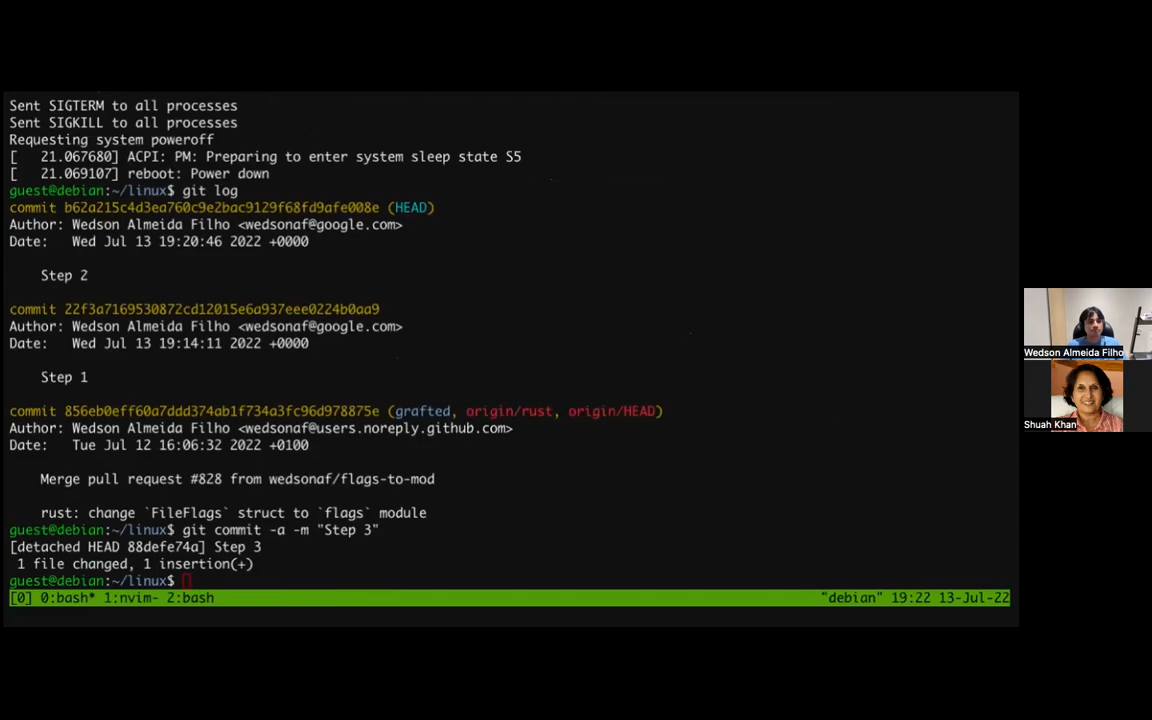 Sent SIGTERM to all processes
Sent SIGKILL to all processes
Requesting system poweroff
[   21.067680] ACPI: PM: Preparing to enter system sleep state S5
[   21.069107] reboot: Power down
guest@debian:~/linux$ git log
commit b62a215c4d3ea760c9e2bac9129f68fd9afe008e (HEAD)
Author: Wedson Almeida Filho <wedsonaf@google.com>
Date:   Wed Jul 13 19:20:46 2022 +0000
    Step 2
commit 22f3a7169530872cd12015e6a937eee0224b0aa9
Author: Wedson Almeida Filho <wedsonaf@google.com>
Date:   Wed Jul 13 19:14:11 2022 +0000
    Step 1
commit 856eb0eff60a7ddd374ab1f734a3fc96d978875e (grafted, origin/rust, origin/HEAD)
Author: Wedson Almeida Filho <wedsonaf@users.noreply.github.com>
Date:   Tue Jul 12 16:06:32 2022 +0100
    Merge pull request #828 from wedsonaf/flags-to-mod
    rust: change `FileFlags` struct to `flags` module
guest@debian:~/linux$ git commit -a -m "Step 3"
[detached HEAD 88defe74a] Step 3
 1 file changed, 1 insertion(+)
guest@debian:~/linux$
[0] 0:bash* 1:nvim- 2:bash "debian" 19:22 13-Jul-22
Wedson Almeida Filho
Shuah Khan